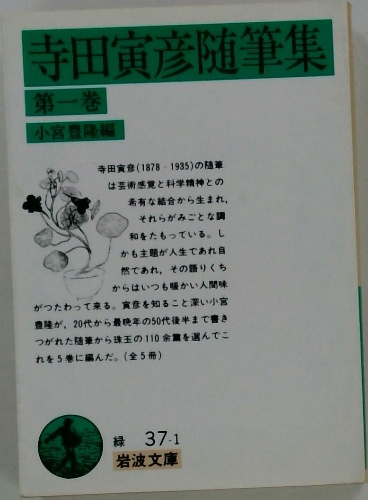 寺田寅彦随筆集
第一巻
小宮豊隆編
寺田寅彦(1878‐1935)の随筆
は芸術感覚と科学精神との
希有な結合から生まれ,
それらがみごとな調
和をたもっている。し
かも主題が人生であれ自
然であれ,その語りくち
からはいつも暖かい人間味
がつたわって来る。寅彦を知ること深い小宮
豊隆が,20代から最晩年の50代後半まで書き
つがれた随筆から珠玉の110余篇を選んでこ
れを5巻に編んだ。(全5冊)
緑 37-1
岩波文庫